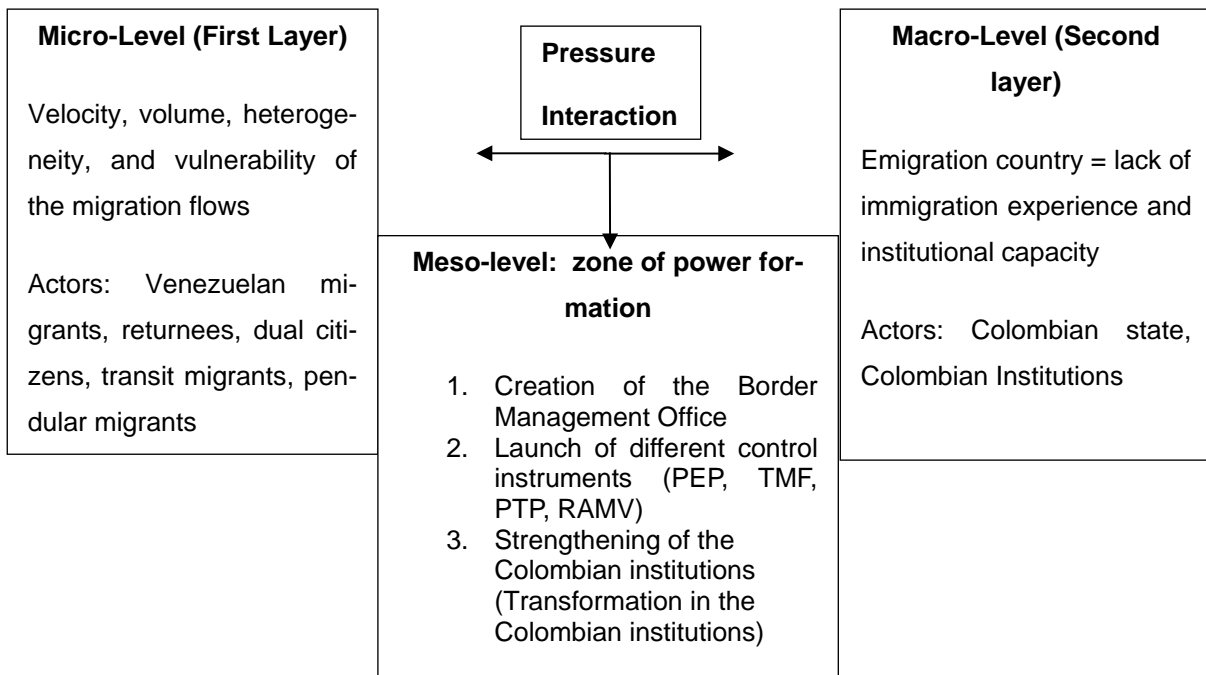 Micro-Level (First Layer)
Velocity, volume, heteroge-
neity, and vulnerability of
the migration flows
Actors: Venezuelan mi-
grants, returnees, dual citi-
zens, transit migrants, pen-
dular migrants
Pressure
Interaction
Macro-Level (Second
layer)
Emigration country = lack of
immigration experience and
institutional capacity
Actors: Colombian state,
Colombian Institutions
Meso-level: zone of power for-
mation
1. Creation of the Border
Management Office
2. Launch of different control
instruments (PEP, TMF,
PTP, RAMV)
3. Strengthening of the
Colombian institutions
(Transformation in the
Colombian institutions)